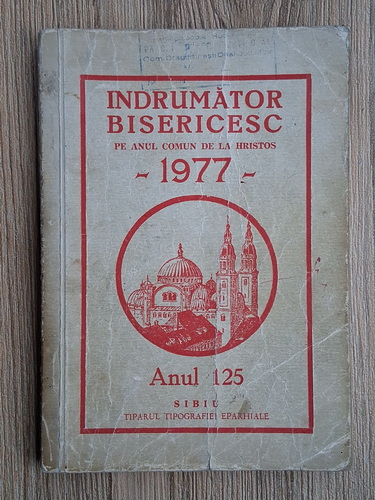 INDRUMĂTOR
BISERICESC
PE ANUL COMUN DE LA HRISTOS
- 1977 -
Anul 125
SIBIU
TIPARUL TIPOGRAFIEI EPARHIALE